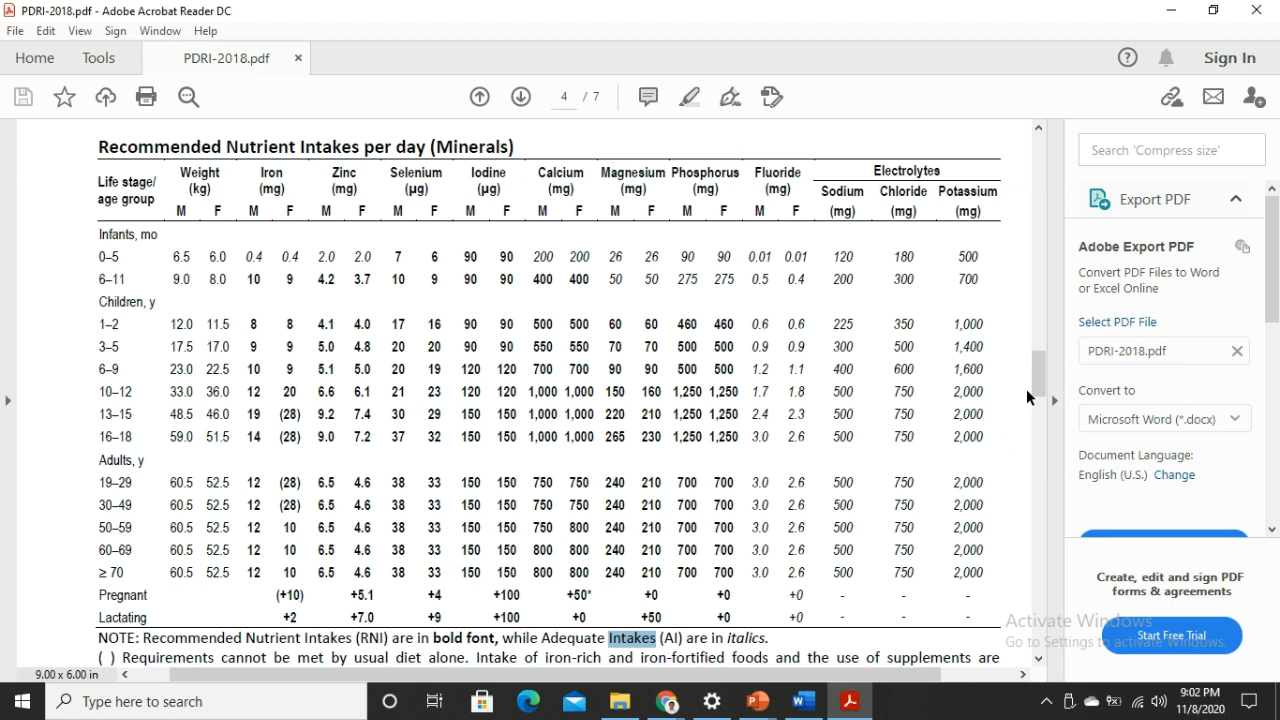 PDRI-2018.pdf - Adobe Acrobat Reader DC
File Edit View Sign Window Help
Home Tools PDRI-2018.pdf × Sign In
4 / 7
Recommended Nutrient Intakes per day (Minerals)
Life stage/ age group Weight (kg) Iron (mg) Zinc (mg) Selenium (µg) Iodine (µg) Calcium (mg) Magnesium (mg) Phosphorus (mg) Fluoride (mg) Electrolytes
Sodium (mg) Chloride (mg) Potassium (mg)
M F M F M F M F M F M F M F M F M F
Infants, mo
0–5 6.5 6.0 0.4 0.4 2.0 2.0 7 6 90 90 200 200 26 26 90 90 0.01 0.01 120 180 500
6–11 9.0 8.0 10 9 4.2 3.7 10 9 90 90 400 400 50 50 275 275 0.5 0.4 200 300 700
Children, y
1–2 12.0 11.5 8 8 4.1 4.0 17 16 90 90 500 500 60 60 460 460 0.6 0.6 225 350 1,000
3–5 17.5 17.0 9 9 5.0 4.8 20 20 90 90 550 550 70 70 500 500 0.9 0.9 300 500 1,400
6–9 23.0 22.5 10 9 5.1 5.0 20 19 120 120 700 700 90 90 500 500 1.2 1.1 400 600 1,600
10–12 33.0 36.0 12 20 6.6 6.1 21 23 120 120 1,000 1,000 150 160 1,250 1,250 1.7 1.8 500 750 2,000
13–15 48.5 46.0 19 (28) 9.2 7.4 30 29 150 150 1,000 1,000 220 210 1,250 1,250 2.4 2.3 500 750 2,000
16–18 59.0 51.5 14 (28) 9.0 7.2 37 32 150 150 1,000 1,000 265 230 1,250 1,250 3.0 2.6 500 750 2,000
Adults, y
19–29 60.5 52.5 12 (28) 6.5 4.6 38 33 150 150 750 750 240 210 700 700 3.0 2.6 500 750 2,000
30–49 60.5 52.5 12 (28) 6.5 4.6 38 33 150 150 750 750 240 210 700 700 3.0 2.6 500 750 2,000
50–59 60.5 52.5 12 10 6.5 4.6 38 33 150 150 750 800 240 210 700 700 3.0 2.6 500 750 2,000
60–69 60.5 52.5 12 10 6.5 4.6 38 33 150 150 800 800 240 210 700 700 3.0 2.6 500 750 2,000
≥ 70 60.5 52.5 12 10 6.5 4.6 38 33 150 150 800 800 240 210 700 700 3.0 2.6 500 750 2,000
Pregnant (+10) +5.1 +4 +100 +50* +0 +0 +0 - - -
Lactating +2 +7.0 +9 +100 +0 +50 +0 +0 - - -
NOTE: Recommended Nutrient Intakes (RNI) are in bold font, while Adequate Intakes (AI) are in italics.
( ) Requirements cannot be met by usual diet alone. Intake of iron-rich and iron-fortified foods and the use of supplements are
9.00 x 6.00 in
Search 'Compress size'
Export PDF
Adobe Export PDF
Convert PDF Files to Word
or Excel Online
Select PDF File
PDRI-2018.pdf
Convert to
Microsoft Word (*.docx)
Document Language:
English (U.S.) Change
Create, edit and sign PDF
forms & agreements
Start Free Trial
Activate Windows
Go to Settings to activate Windows.
Type here to search
9:02 PM
11/8/2020